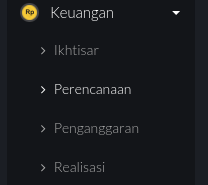 Rp Keuangan
Ikhtisar
Perencanaan
Penganggaran
Realisasi